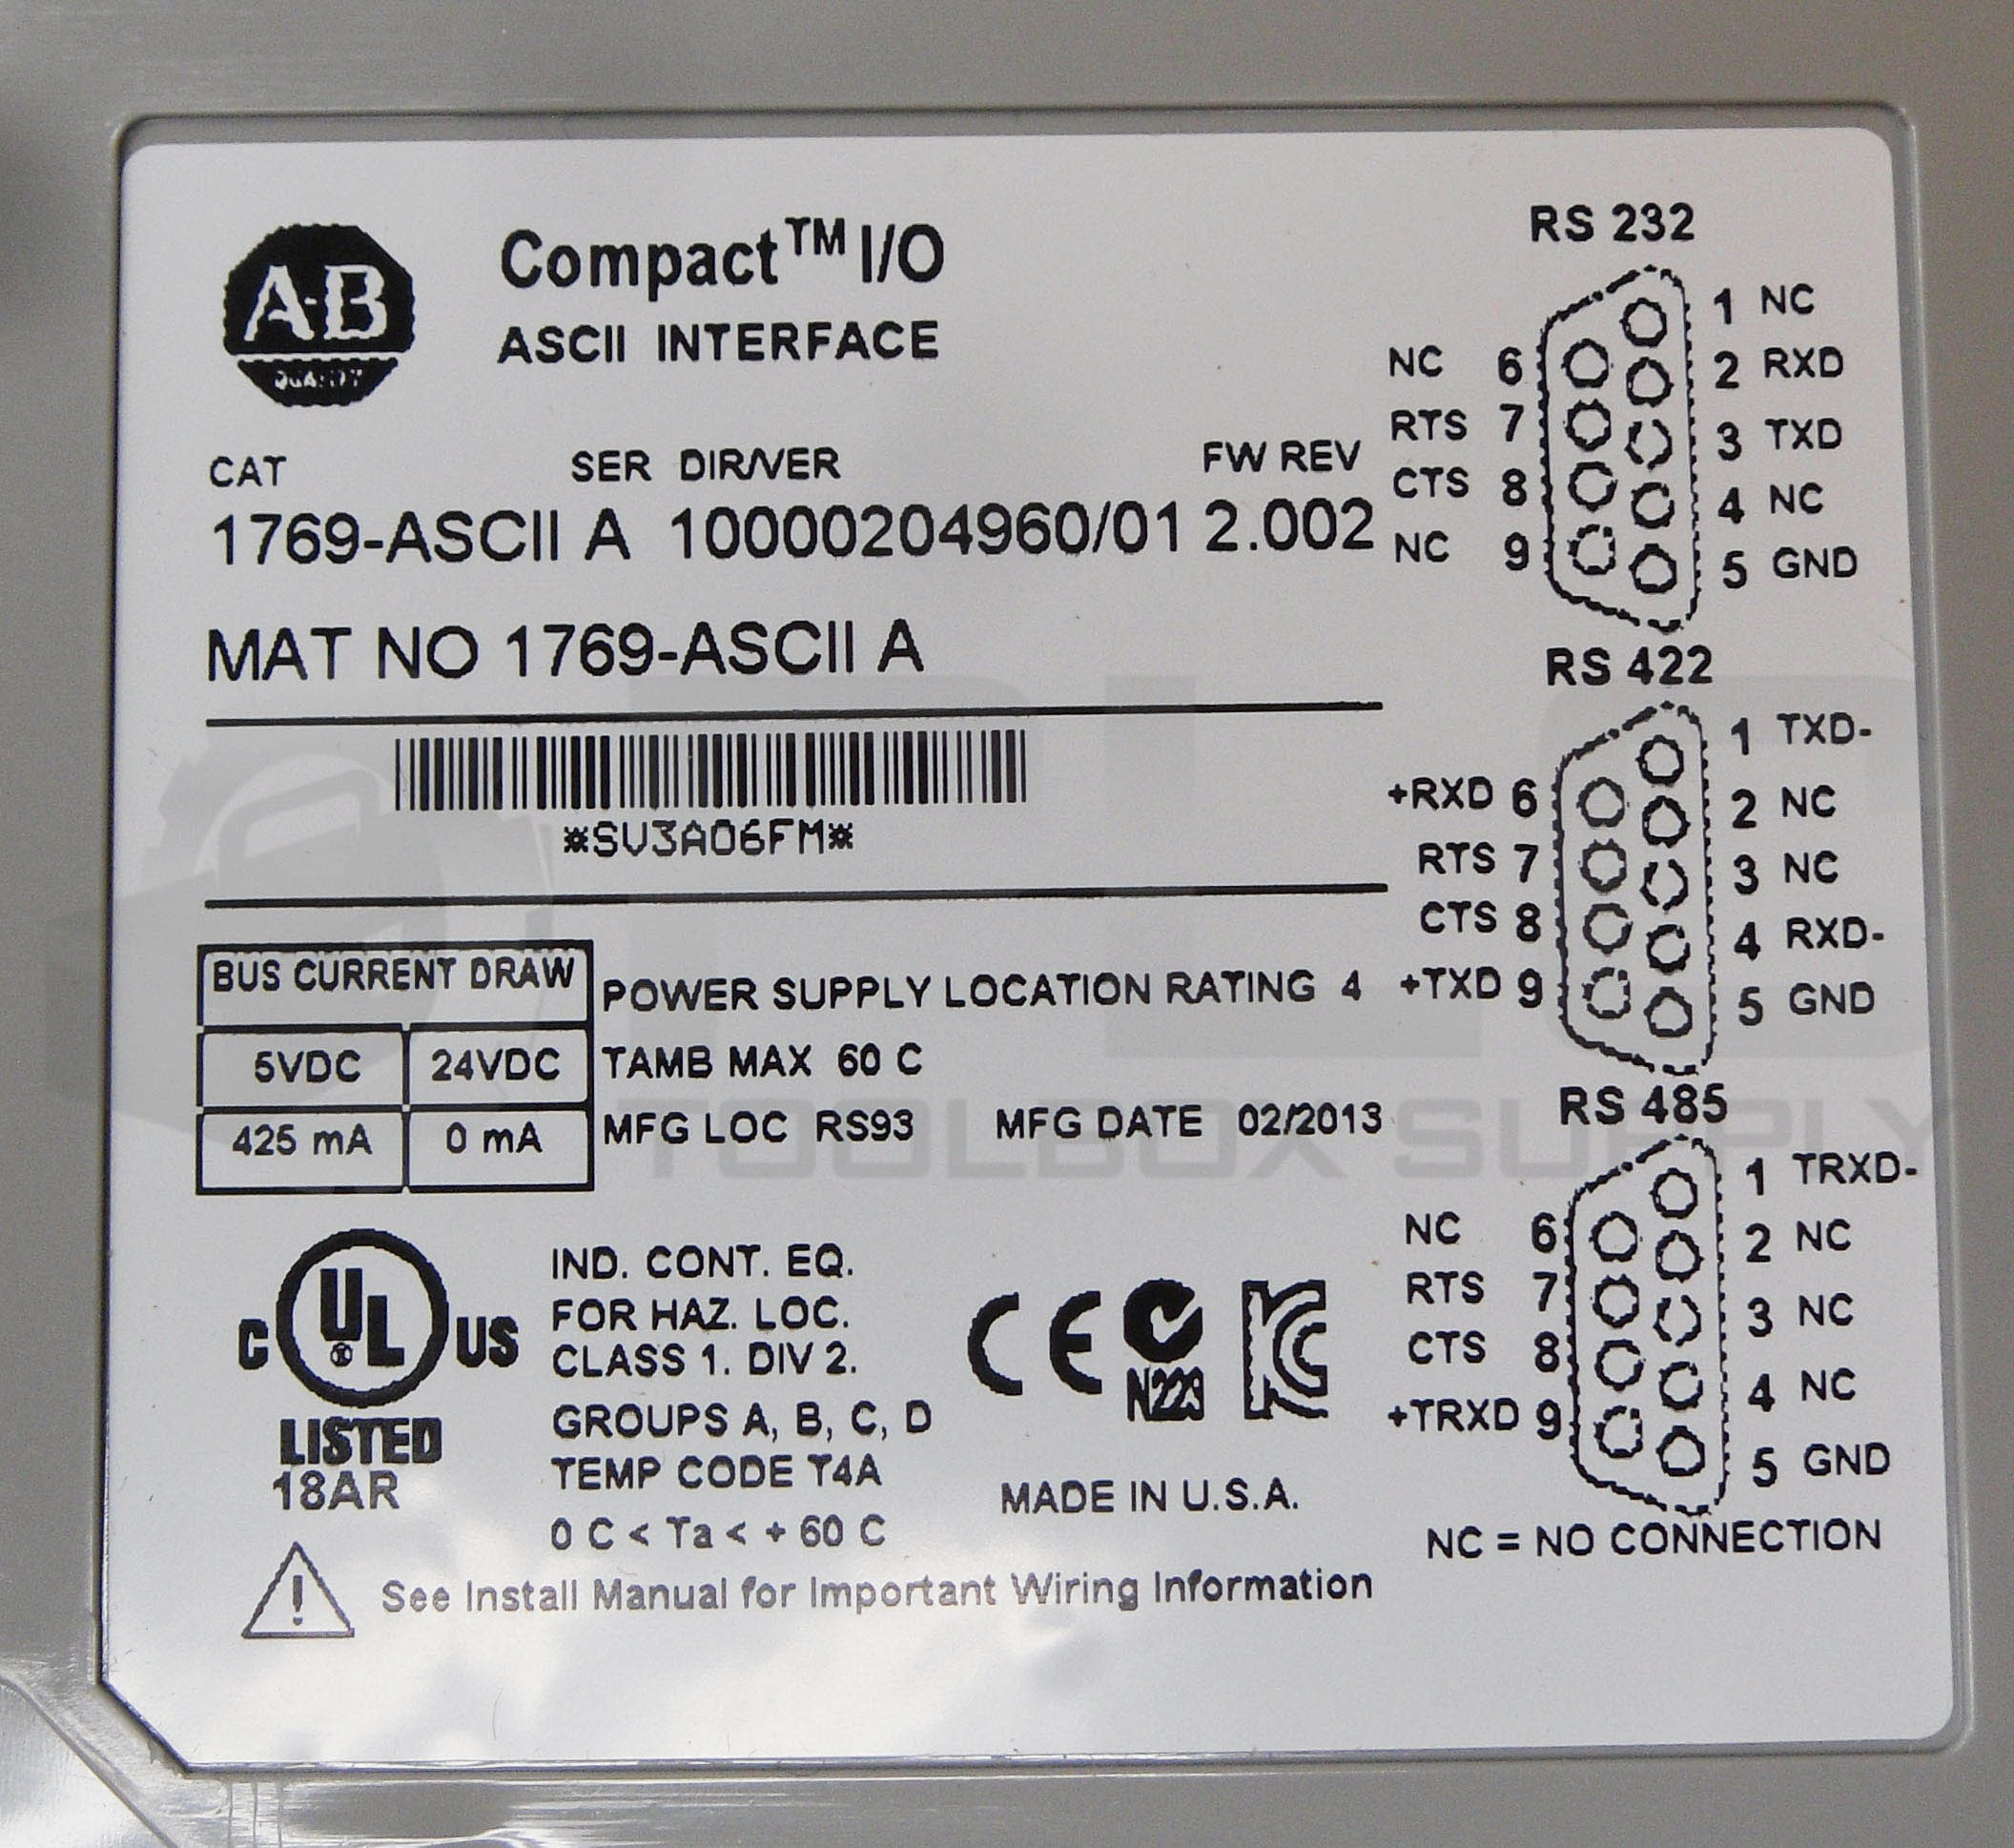 AB
QUALITY
Compact™ I/O
ASCII INTERFACE
CAT SER DIR/VER FW REV
1769-ASCII A 10000204960/01 2.002
MAT NO 1769-ASCII A
*SV3A06FM*
BUS CURRENT DRAW
5VDC 24VDC
425 mA 0 mA
POWER SUPPLY LOCATION RATING 4
TAMB MAX 60 C
MFG LOC RS93 MFG DATE 02/2013
C UL US
®
LISTED
18AR
IND. CONT. EQ.
FOR HAZ. LOC.
CLASS 1. DIV 2.
GROUPS A, B, C, D
TEMP CODE T4A
0 C < Ta < + 60 C
CE
N223
KC
MADE IN U.S.A.
See Install Manual for Important Wiring Information
RS 232
1 NC
NC 6
2 RXD
RTS 7
3 TXD
CTS 8
4 NC
NC 9
5 GND
RS 422
1 TXD-
+RXD 6
2 NC
RTS 7
3 NC
CTS 8
4 RXD-
+TXD 9
5 GND
RS 485
1 TRXD-
NC 6
2 NC
RTS 7
3 NC
CTS 8
4 NC
+TRXD 9
5 GND
NC = NO CONNECTION
PLC
TOOLBOX SUPPLY